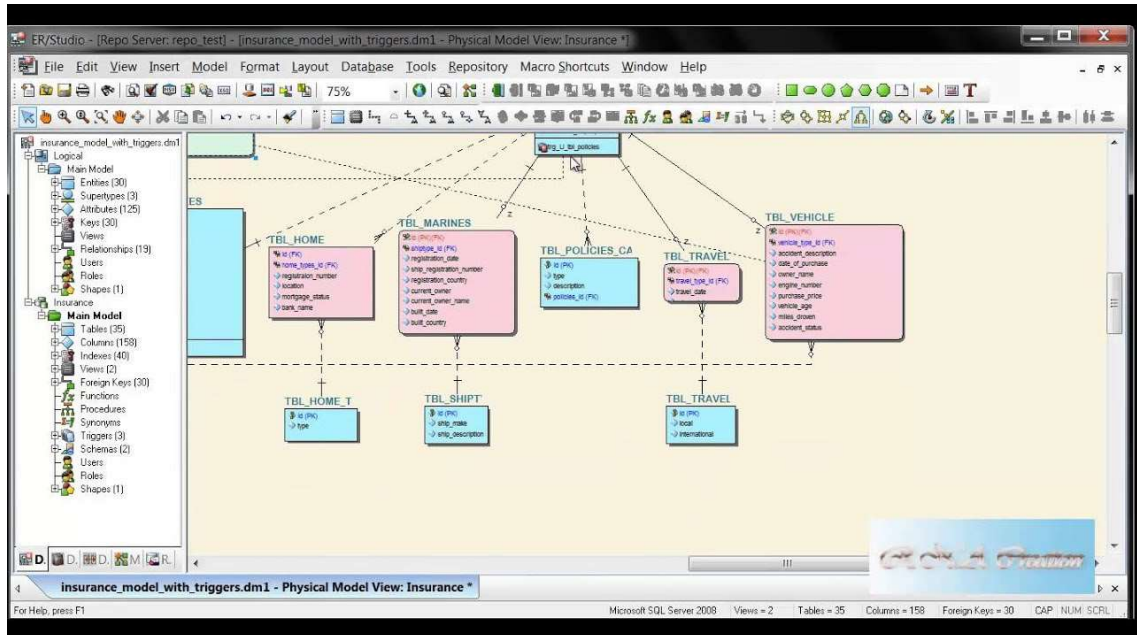 ER/Studio - [Repo Server: repo_test] - [insurance_model_with_triggers.dm1 - Physical Model View: Insurance *]
File Edit View Insert Model Format Layout Database Tools Repository Macro Shortcuts Window Help
75%
insurance_model_with_triggers.dm1
Logical
Main Model
Entities (30)
Supertypes (3)
Attributes (125)
Keys (30)
Views
Relationships (19)
Users
Roles
Shapes (1)
Insurance
Main Model
Tables (35)
Columns (158)
Indexes (40)
Views (2)
Foreign Keys (30)
Functions
Procedures
Synonyms
Triggers (3)
Schemas (2)
Users
Roles
Shapes (1)
D. D. D. M R.
trg_U_tbl_policies
ES
TBL_HOME
id (FK)
home_types_id (FK)
registraion_number
location
mortgage_status
bank_name
TBL_MARINES
id (PK)(FK)
shiptype_id (FK)
registration_date
ship_registration_number
registration_country
current_owner
current_owner_name
built_date
built_country
TBL_POLICIES_CA
id (PK)
type
description
policies_id (FK)
TBL_TRAVEL
id (PK)(FK)
travel_type_id (FK)
travel_date
TBL_VEHICLE
id (PK)(FK)
vehicle_type_id (FK)
accident_description
date_of_purchase
owner_name
engine_number
purchase_price
vehicle_age
miles_droven
accident_status
z
z
z
TBL_HOME_T
id (PK)
type
TBL_SHIPT
id (PK)
ship_make
ship_description
TBL_TRAVEL
id (PK)
local
international
insurance_model_with_triggers.dm1 - Physical Model View: Insurance *
For Help, press F1
Microsoft SQL Server 2008 Views = 2 Tables = 35 Columns = 158 Foreign Keys = 30 CAP NUM SCRL